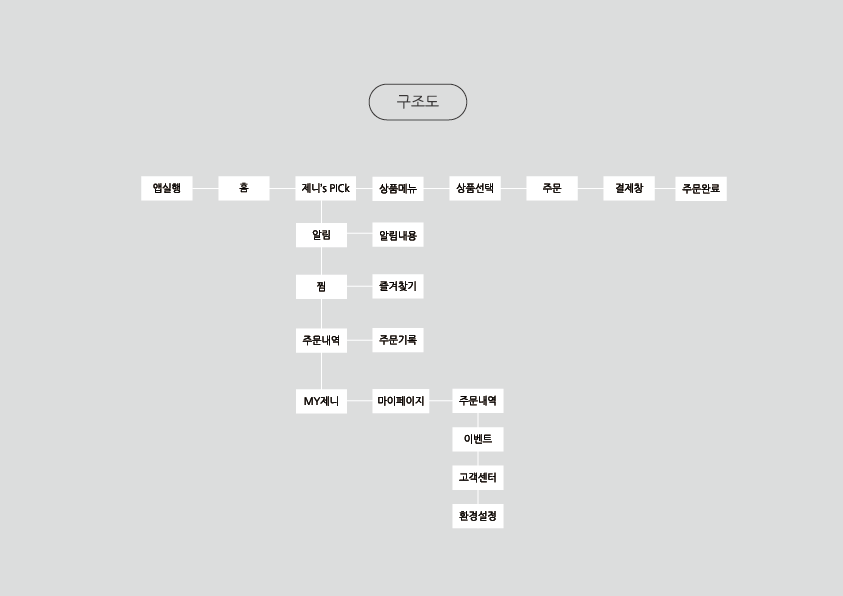 구조도
앱실행 홈 제니's PICk 상품메뉴 상품선택 주문 결제창 주문완료
알림 알림내용
찜 즐겨찾기
주문내역 주문기록
MY제니 마이페이지 주문내역
이벤트
고객센터
환경설정